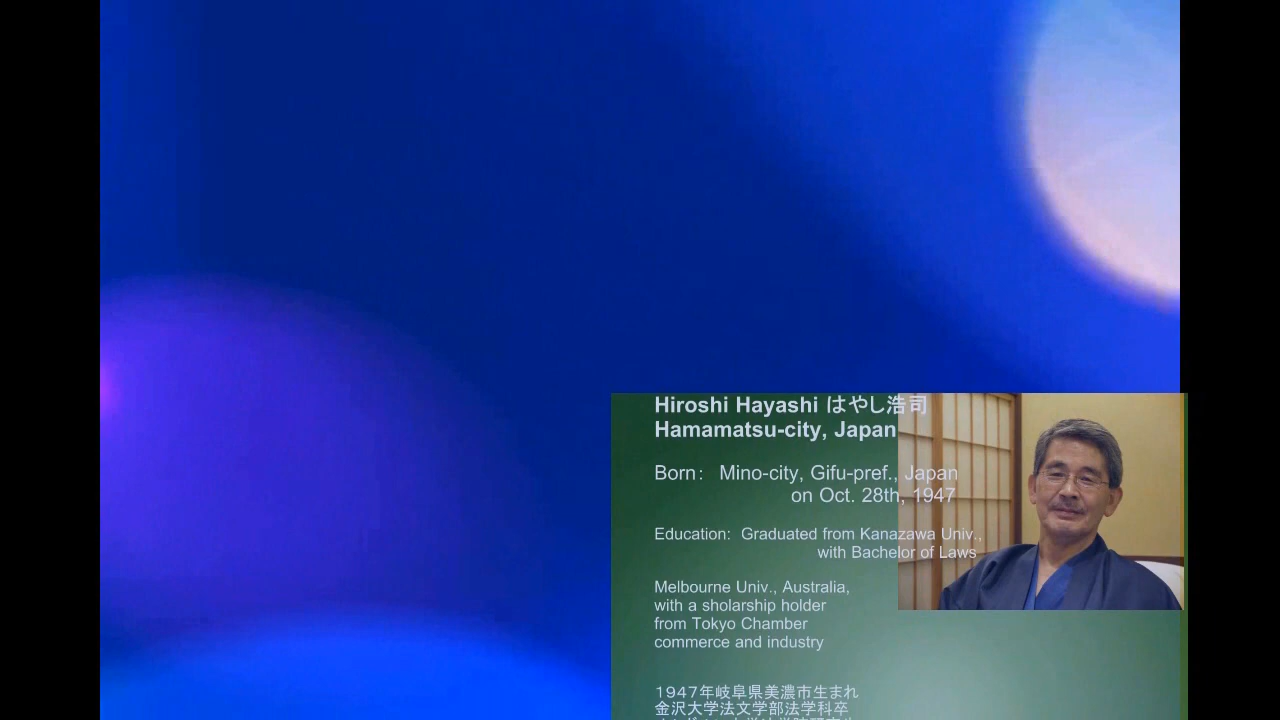 Hiroshi Hayashi はやし浩司
Hamamatsu-city, Japan
Born: Mino-city, Gifu-pref., Japan
on Oct. 28th, 1947
Education: Graduated from Kanazawa Univ.,
with Bachelor of Laws
Melbourne Univ., Australia,
with a sholarship holder
from Tokyo Chamber
commerce and industry
1947年岐阜県美濃市生まれ
金沢大学法文学部法学科卒